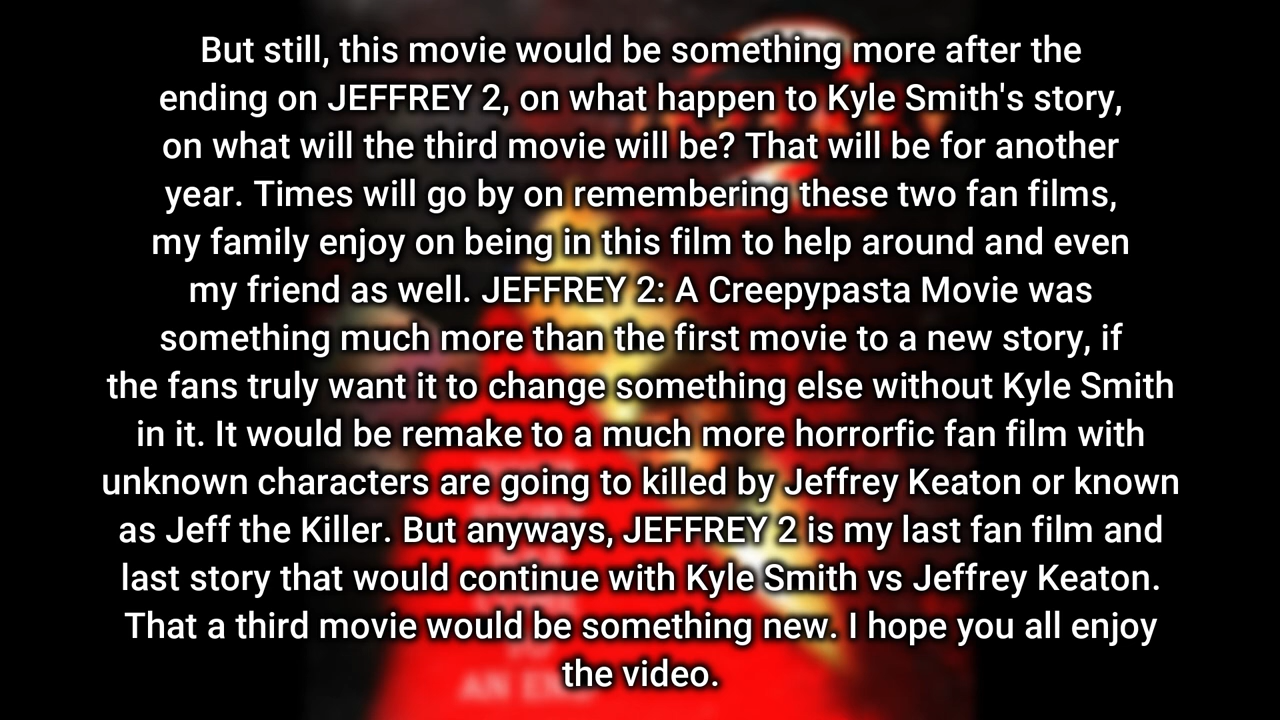 But still, this movie would be something more after the
ending on JEFFREY 2, on what happen to Kyle Smith's story,
on what will the third movie will be? That will be for another
year. Times will go by on remembering these two fan films,
my family enjoy on being in this film to help around and even
my friend as well. JEFFREY 2: A Creepypasta Movie was
something much more than the first movie to a new story, if
the fans truly want it to change something else without Kyle Smith
in it. It would be remake to a much more horrorfic fan film with
unknown characters are going to killed by Jeffrey Keaton or known
as Jeff the Killer. But anyways, JEFFREY 2 is my last fan film and
last story that would continue with Kyle Smith vs Jeffrey Keaton.
That a third movie would be something new. I hope you all enjoy
the video.